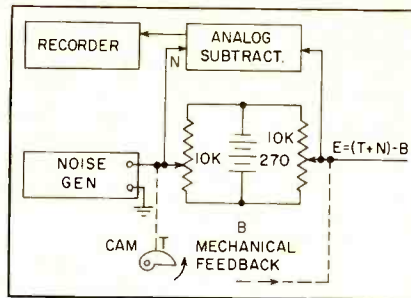 RECORDER
ANALOG
SUBTRACT.
N
NOISE
GEN
10K
270
10K
E=(T+N)-B
B
CAM
T
MECHANICAL
FEEDBACK